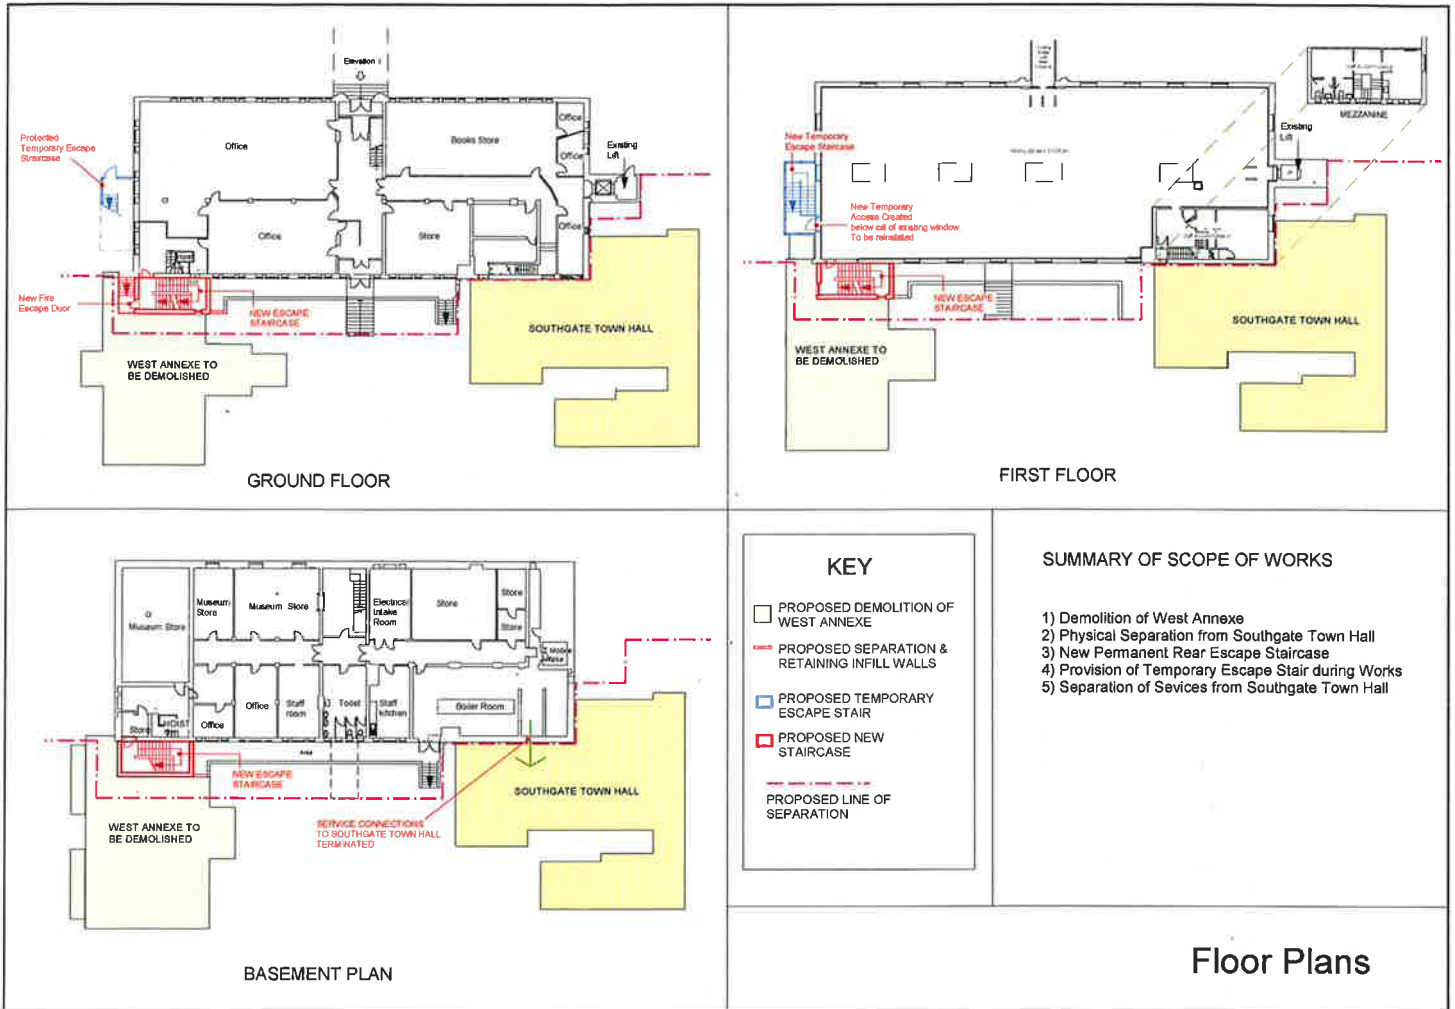 Elevation 1
Protected
Temporary Escape
Straircase
Office
Books Store
Office
Office
Existing
Lift
Office
Office
Store
New Fire
Escape Door
NEW ESCAPE
STAIRCASE
SOUTHGATE TOWN HALL
WEST ANNEXE TO
BE DEMOLISHED
GROUND FLOOR
MEZZANINE
New Temporary
Escape Staircase
Existing
Lift
New Temporary
Access Created
below cill of existing window
To be reinstated
NEW ESCAPE
STAIRCASE
SOUTHGATE TOWN HALL
WEST ANNEXE TO
BE DEMOLISHED
FIRST FLOOR
Museum Store
Museum
Store
Museum Store
Electrical
Intake
Room
Store
Store
Store
Store
HOIST
Office
Office
Staff
room
Toilet
Staff
kitchen
Boiler Room
Area
NEW ESCAPE
STAIRCASE
SOUTHGATE TOWN HALL
WEST ANNEXE TO
BE DEMOLISHED
SERVICE CONNECTIONS
TO SOUTHGATE TOWN HALL
TERMINATED
BASEMENT PLAN
KEY
PROPOSED DEMOLITION OF
WEST ANNEXE
PROPOSED SEPARATION &
RETAINING INFILL WALLS
PROPOSED TEMPORARY
ESCAPE STAIR
PROPOSED NEW
STAIRCASE
PROPOSED LINE OF
SEPARATION
SUMMARY OF SCOPE OF WORKS
1) Demolition of West Annexe
2) Physical Separation from Southgate Town Hall
3) New Permanent Rear Escape Staircase
4) Provision of Temporary Escape Stair during Works
5) Separation of Sevices from Southgate Town Hall
Floor Plans